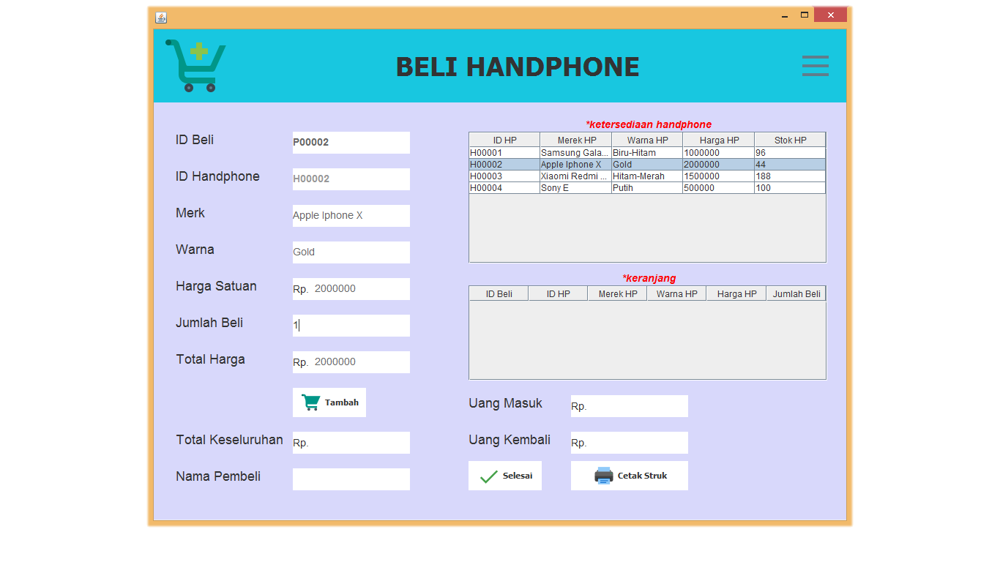 BELI HANDPHONE
ID Beli P00002
ID Handphone H00002
Merk Apple Iphone X
Warna Gold
Harga Satuan Rp. 2000000
Jumlah Beli 1
Total Harga Rp. 2000000
Tambah
Total Keseluruhan Rp.
Nama Pembeli
*ketersediaan handphone
ID HP Merek HP Warna HP Harga HP Stok HP
H00001 Samsung Gala... Biru-Hitam 1000000 96
H00002 Apple Iphone X Gold 2000000 44
H00003 Xiaomi Redmi ... Hitam-Merah 1500000 188
H00004 Sony E Putih 500000 100
*keranjang
ID Beli ID HP Merek HP Warna HP Harga HP Jumlah Beli
Uang Masuk Rp.
Uang Kembali Rp.
Selesai Cetak Struk